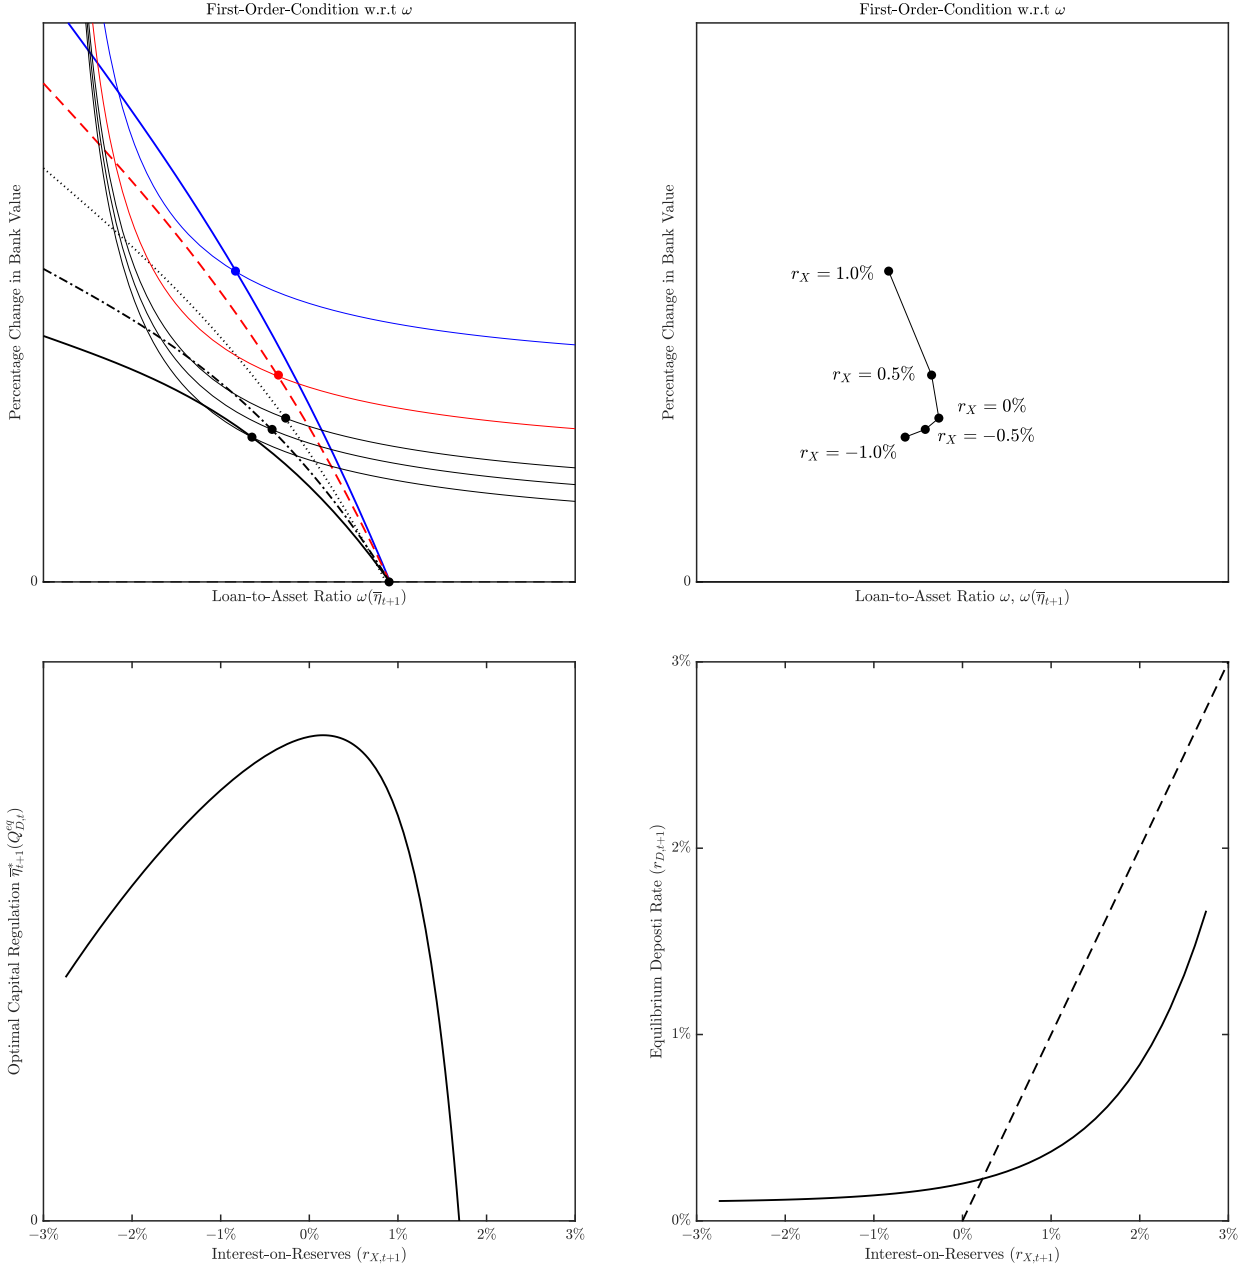 First-Order-Condition w.r.t ω
Percentage Change in Bank Value
0
Loan-to-Asset Ratio ω(η̅_{t+1})
First-Order-Condition w.r.t ω
Percentage Change in Bank Value
r_X = 1.0%
r_X = 0.5%
r_X = 0%
r_X = −0.5%
r_X = −1.0%
0
Loan-to-Asset Ratio ω, ω(η̅_{t+1})
Optimal Capital Regulation η̅*_{t+1}(Q^{eq}_{D,t})
0
−3% −2% −1% 0% 1% 2% 3%
Interest-on-Reserves (r_{X,t+1})
Equilibrium Deposti Rate (r_{D,t+1})
3%
2%
1%
0%
−3% −2% −1% 0% 1% 2% 3%
Interest-on-Reserves (r_{X,t+1})